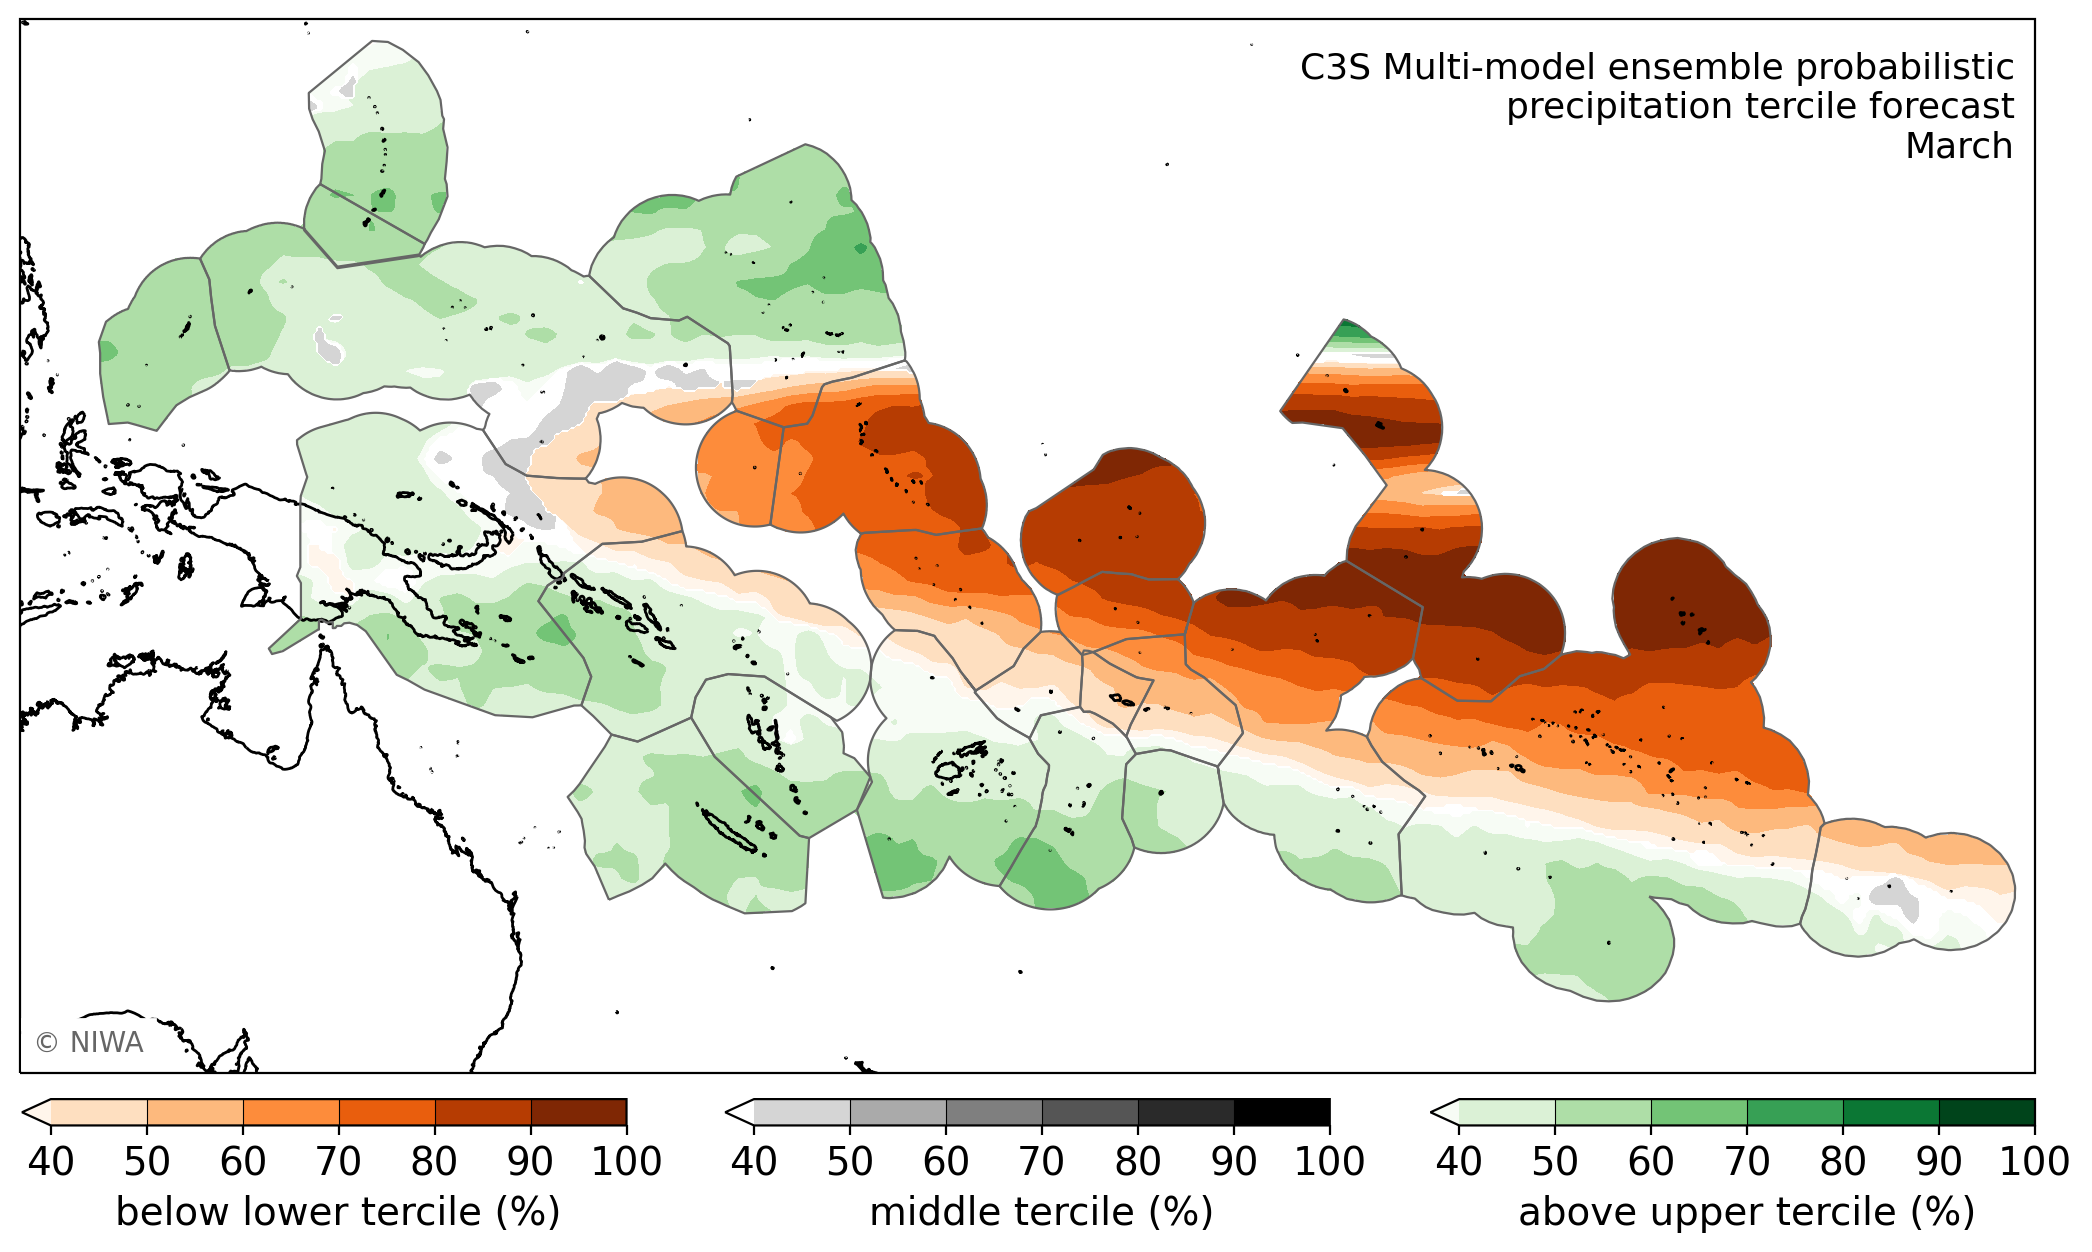 C3S Multi-model ensemble probabilistic
precipitation tercile forecast
March
© NIWA
40 50 60 70 80 90 100
below lower tercile (%)
40 50 60 70 80 90 100
middle tercile (%)
40 50 60 70 80 90 100
above upper tercile (%)